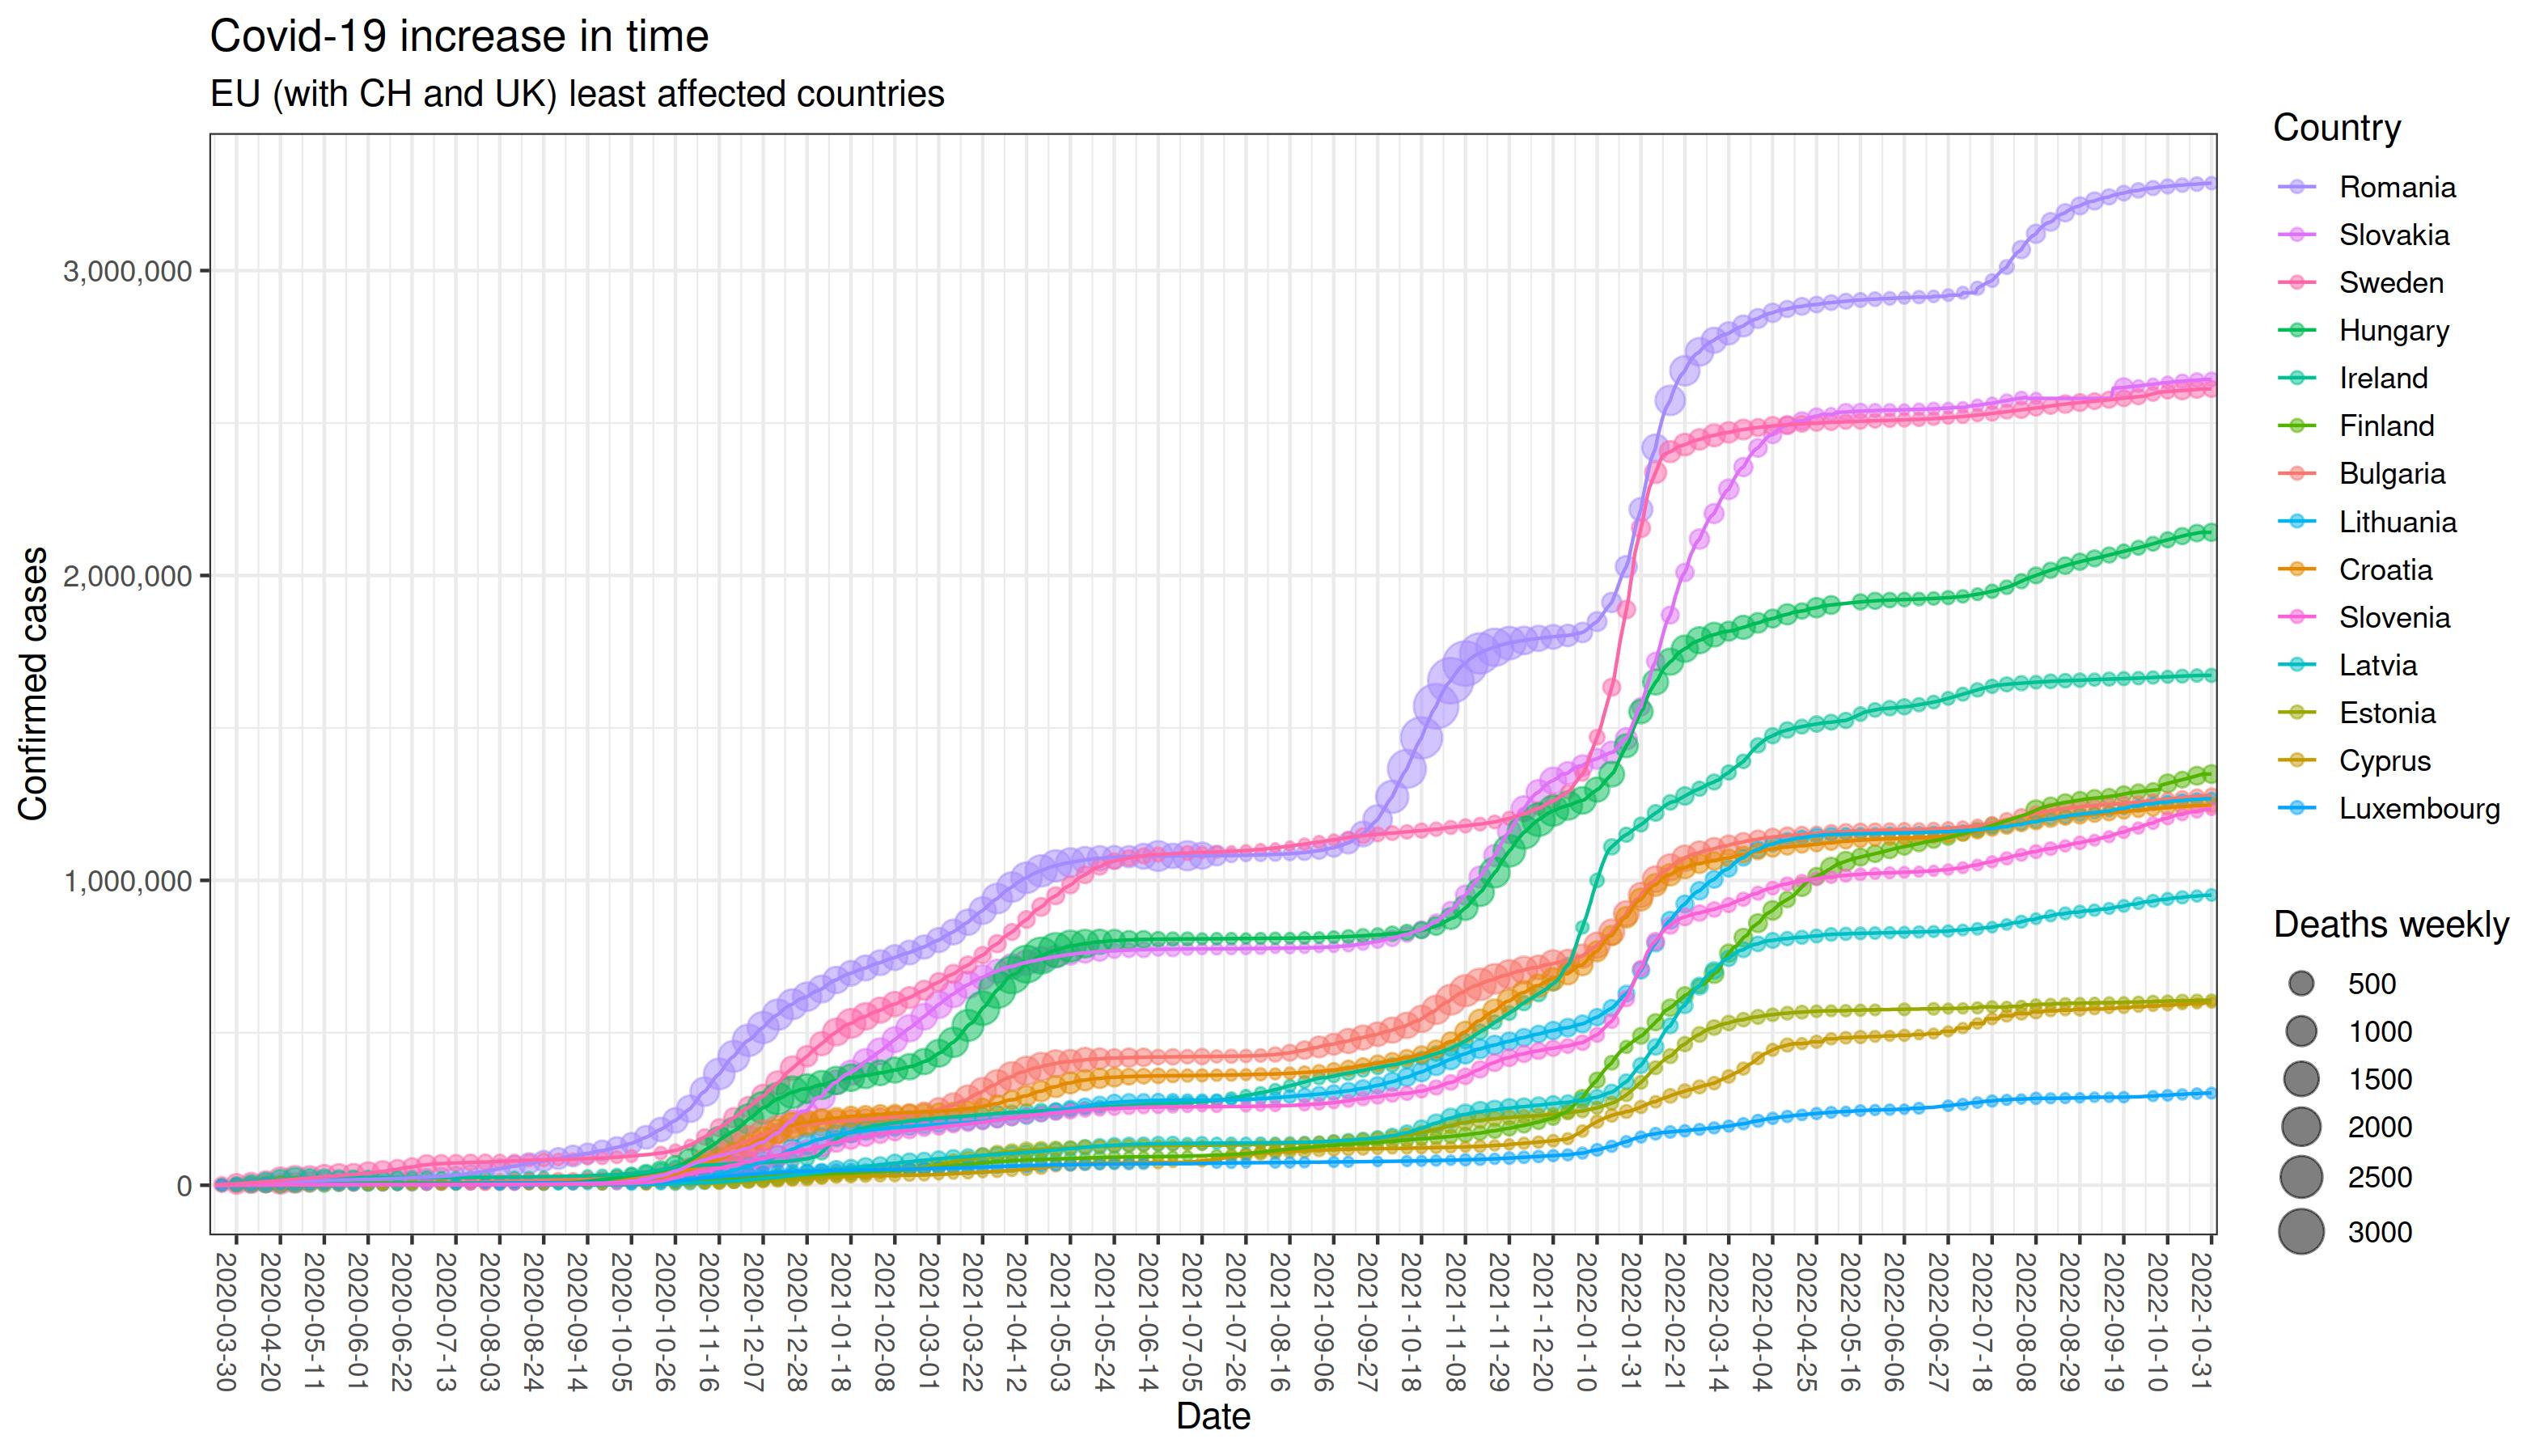 Covid-19 increase in time
EU (with CH and UK) least affected countries
Confirmed cases
3,000,000
2,000,000
1,000,000
0
2020-03-30
2020-04-20
2020-05-11
2020-06-01
2020-06-22
2020-07-13
2020-08-03
2020-08-24
2020-09-14
2020-10-05
2020-10-26
2020-11-16
2020-12-07
2020-12-28
2021-01-18
2021-02-08
2021-03-01
2021-03-22
2021-04-12
2021-05-03
2021-05-24
2021-06-14
2021-07-05
2021-07-26
2021-08-16
2021-09-06
2021-09-27
2021-10-18
2021-11-08
2021-11-29
2021-12-20
2022-01-10
2022-01-31
2022-02-21
2022-03-14
2022-04-04
2022-04-25
2022-05-16
2022-06-06
2022-06-27
2022-07-18
2022-08-08
2022-08-29
2022-09-19
2022-10-10
2022-10-31
Date
Country
Romania
Slovakia
Sweden
Hungary
Ireland
Finland
Bulgaria
Lithuania
Croatia
Slovenia
Latvia
Estonia
Cyprus
Luxembourg
Deaths weekly
500
1000
1500
2000
2500
3000